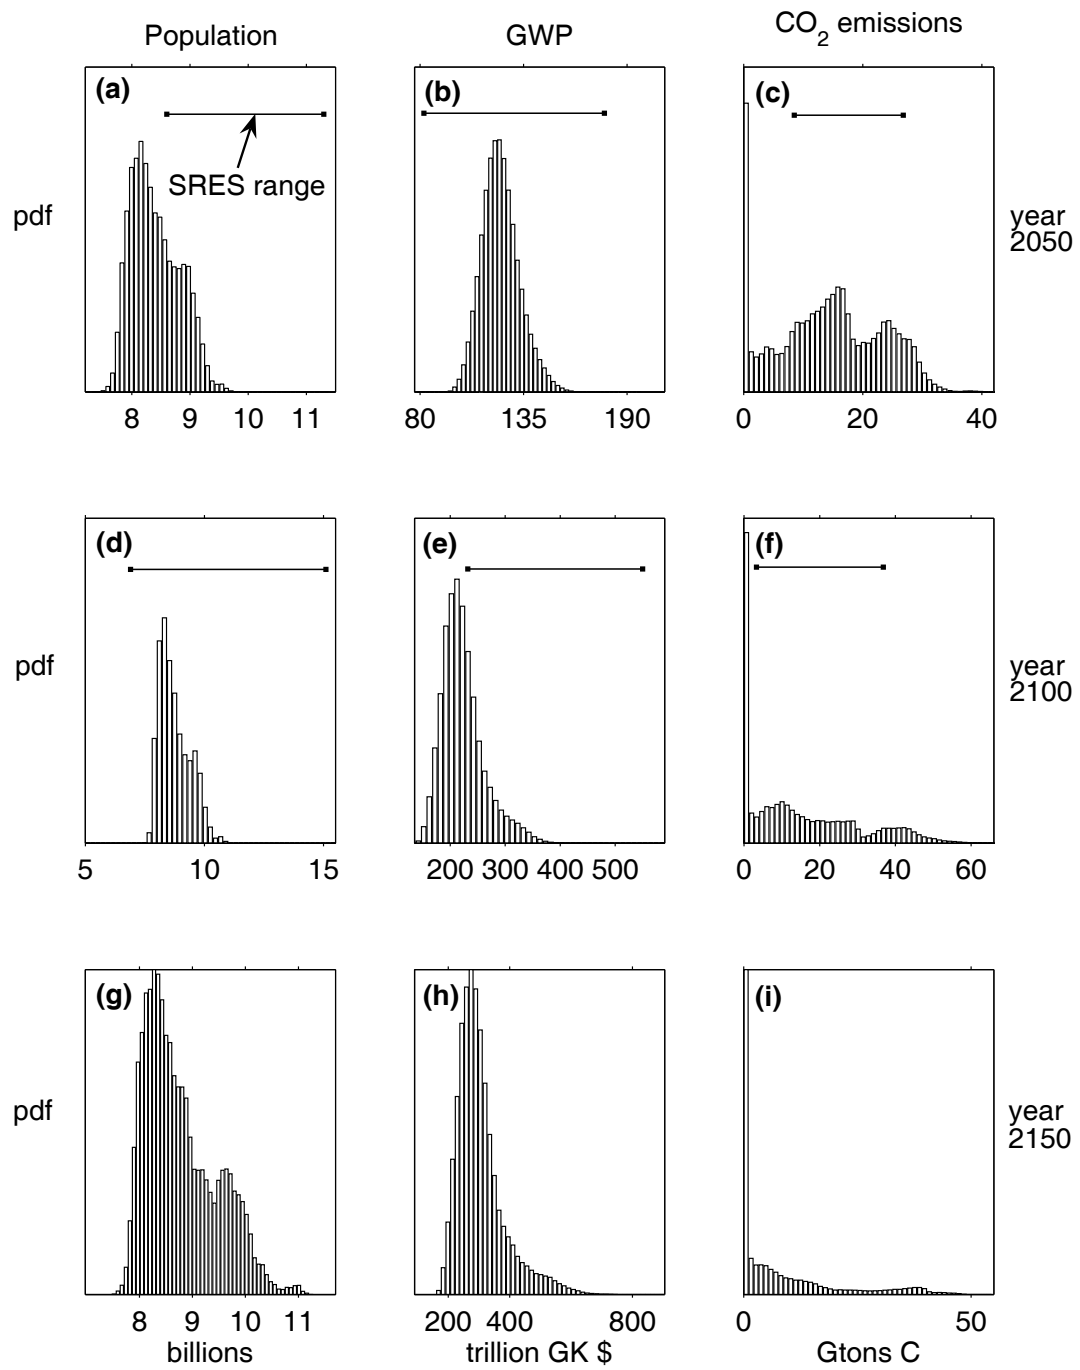 Population GWP CO2 emissions
(a) (b) (c)
SRES range
pdf year
2050
8 9 10 11 80 135 190 0 20 40
(d) (e) (f)
pdf year
2100
5 10 15 200 300 400 500 0 20 40 60
(g) (h) (i)
pdf year
2150
8 9 10 11 200 400 800 0 50
billions trillion GK $ Gtons C